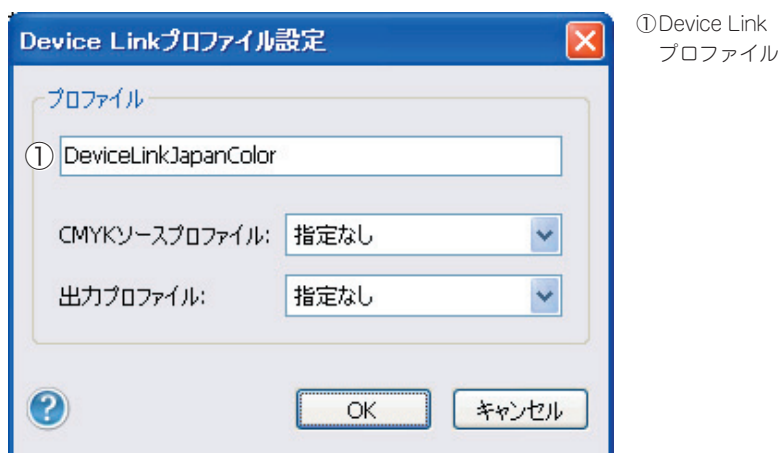 Device Linkプロファイル設定
プロファイル
① DeviceLinkJapanColor
CMYKソースプロファイル: 指定なし
出力プロファイル: 指定なし
? OK キャンセル
①Device Link
プロファイル